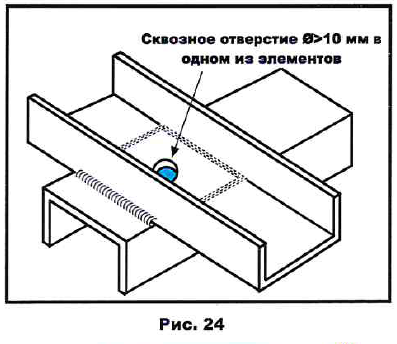 Сквозное отверстие Ø>10 мм в
одном из элементов
Рис. 24